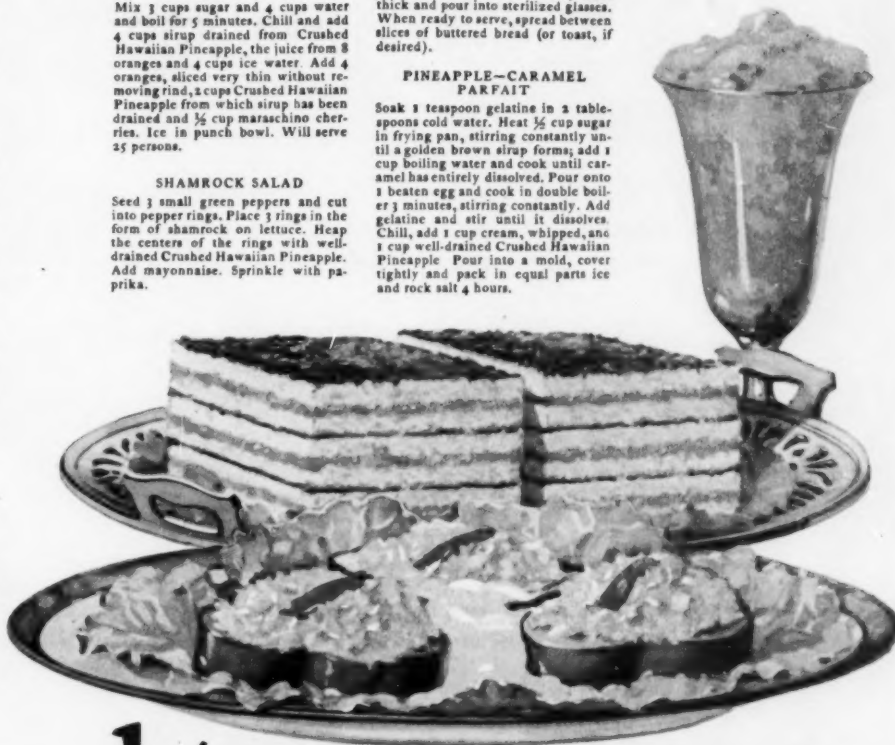 Mix 3 cups sugar and 4 cups water
and boil for 5 minutes. Chill and add
4 cups sirup drained from Crushed
Hawaiian Pineapple, the juice from 8
oranges and 4 cups ice water. Add 4
oranges, sliced very thin without re-
moving rind, 2 cups Crushed Hawaiian
Pineapple from which sirup has been
drained and ½ cup maraschino cher-
ries. Ice in punch bowl. Will serve
25 persons.
SHAMROCK SALAD
Seed 3 small green peppers and cut
into pepper rings. Place 3 rings in the
form of shamrock on lettuce. Heap
the centers of the rings with well-
drained Crushed Hawaiian Pineapple.
Add mayonnaise. Sprinkle with pa-
prika.
thick and pour into sterilized glasses.
When ready to serve, spread between
slices of buttered bread (or toast, if
desired).
PINEAPPLE—CARAMEL
PARFAIT
Soak 1 teaspoon gelatine in 2 table-
spoons cold water. Heat ½ cup sugar
in frying pan, stirring constantly un-
til a golden brown sirup forms; add 1
cup boiling water and cook until car-
amel has entirely dissolved. Pour onto
1 beaten egg and cook in double boil-
er 3 minutes, stirring constantly. Add
gelatine and stir until it dissolves.
Chill, add 1 cup cream, whipped, and
1 cup well-drained Crushed Hawaiian
Pineapple Pour into a mold, cover
tightly and pack in equal parts ice
and rock salt 4 hours.